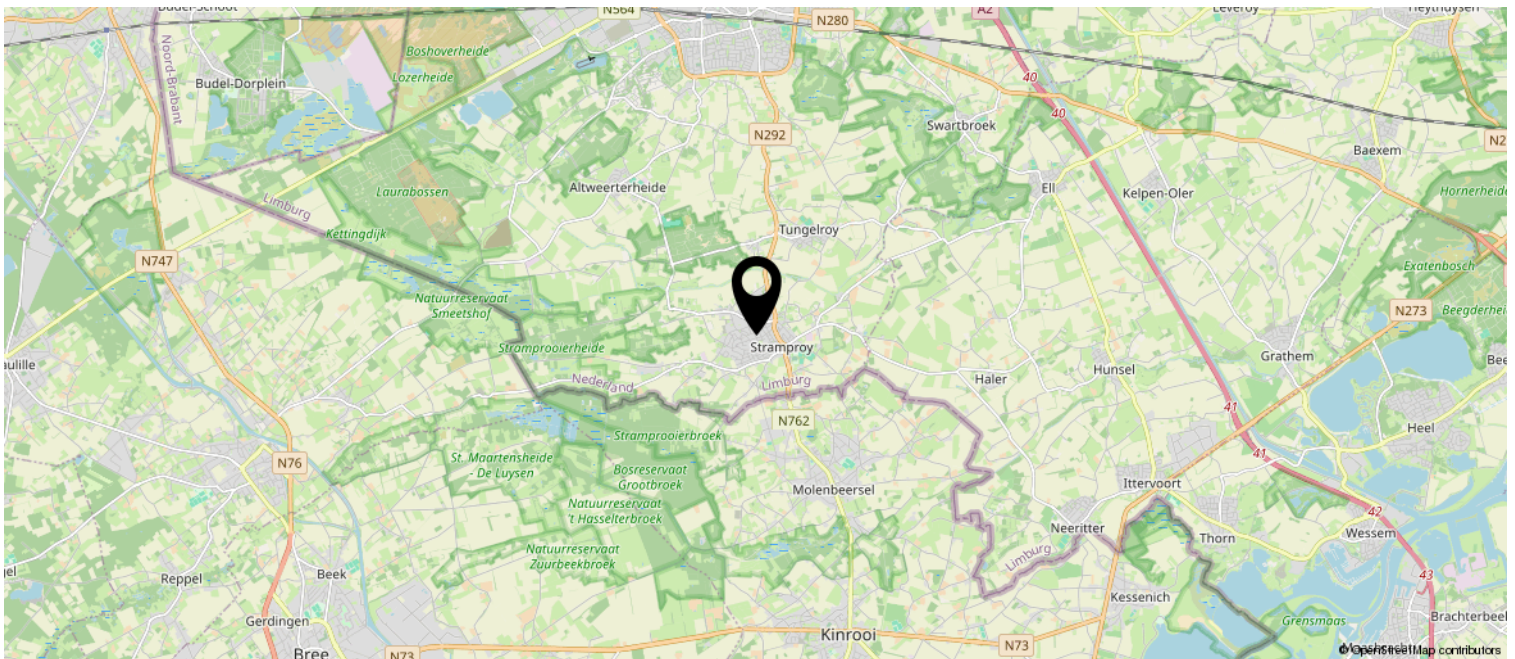 Budel-Schoot
N564
N280
A2
Leveroy
Heythuysen
Noord-Brabant
Boshoverheide
Budel-Dorplein
Lozerheide
40
40
Swartbroek
N292
Baexem
Laurabossen
Altweerterheide
Ell
Kelpen-Oler
Hornerheide
Limburg
Kettingdijk
Tungelroy
N747
Exatenbosch
Natuurreservaat
Smeetshof
N273
Stramprooierheide
Stramproy
Grathem
Nederland
Limburg
Haler
Hunsel
41
N762
Heel
Stramprooierbroek
41
N76
St. Maartensheide
- De Luysen
Bosreservaat
Grootbroek
Molenbeersel
Ittervoort
Natuurreservaat
't Hasselterbroek
42
Neeritter
Thorn
Wessem
Natuurreservaat
Zuurbeekbroek
Limburg
Reppel
Beek
43
Kessenich
Gerdingen
Grensmaas
Brachterbeek
Kinrooi
N73
Bree
N73
© OpenStreetMap contributors